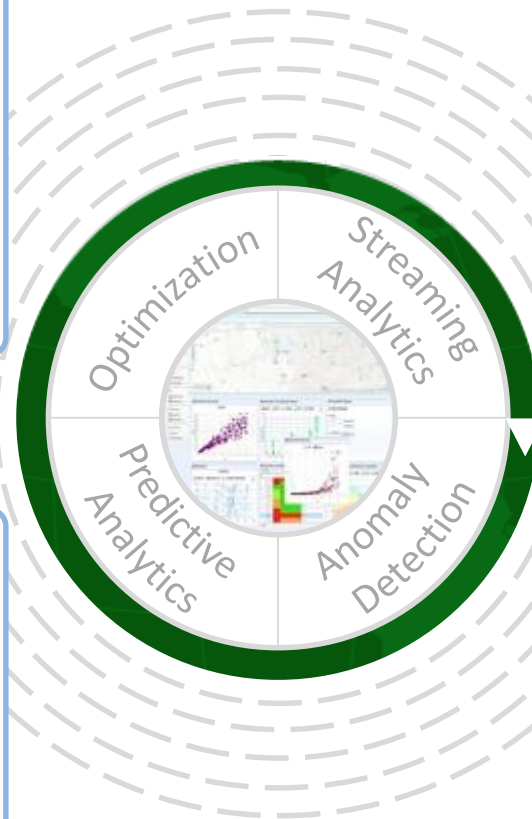 Optimization
Streaming
Analytics
Predictive
Analytics
Anomaly
Detection